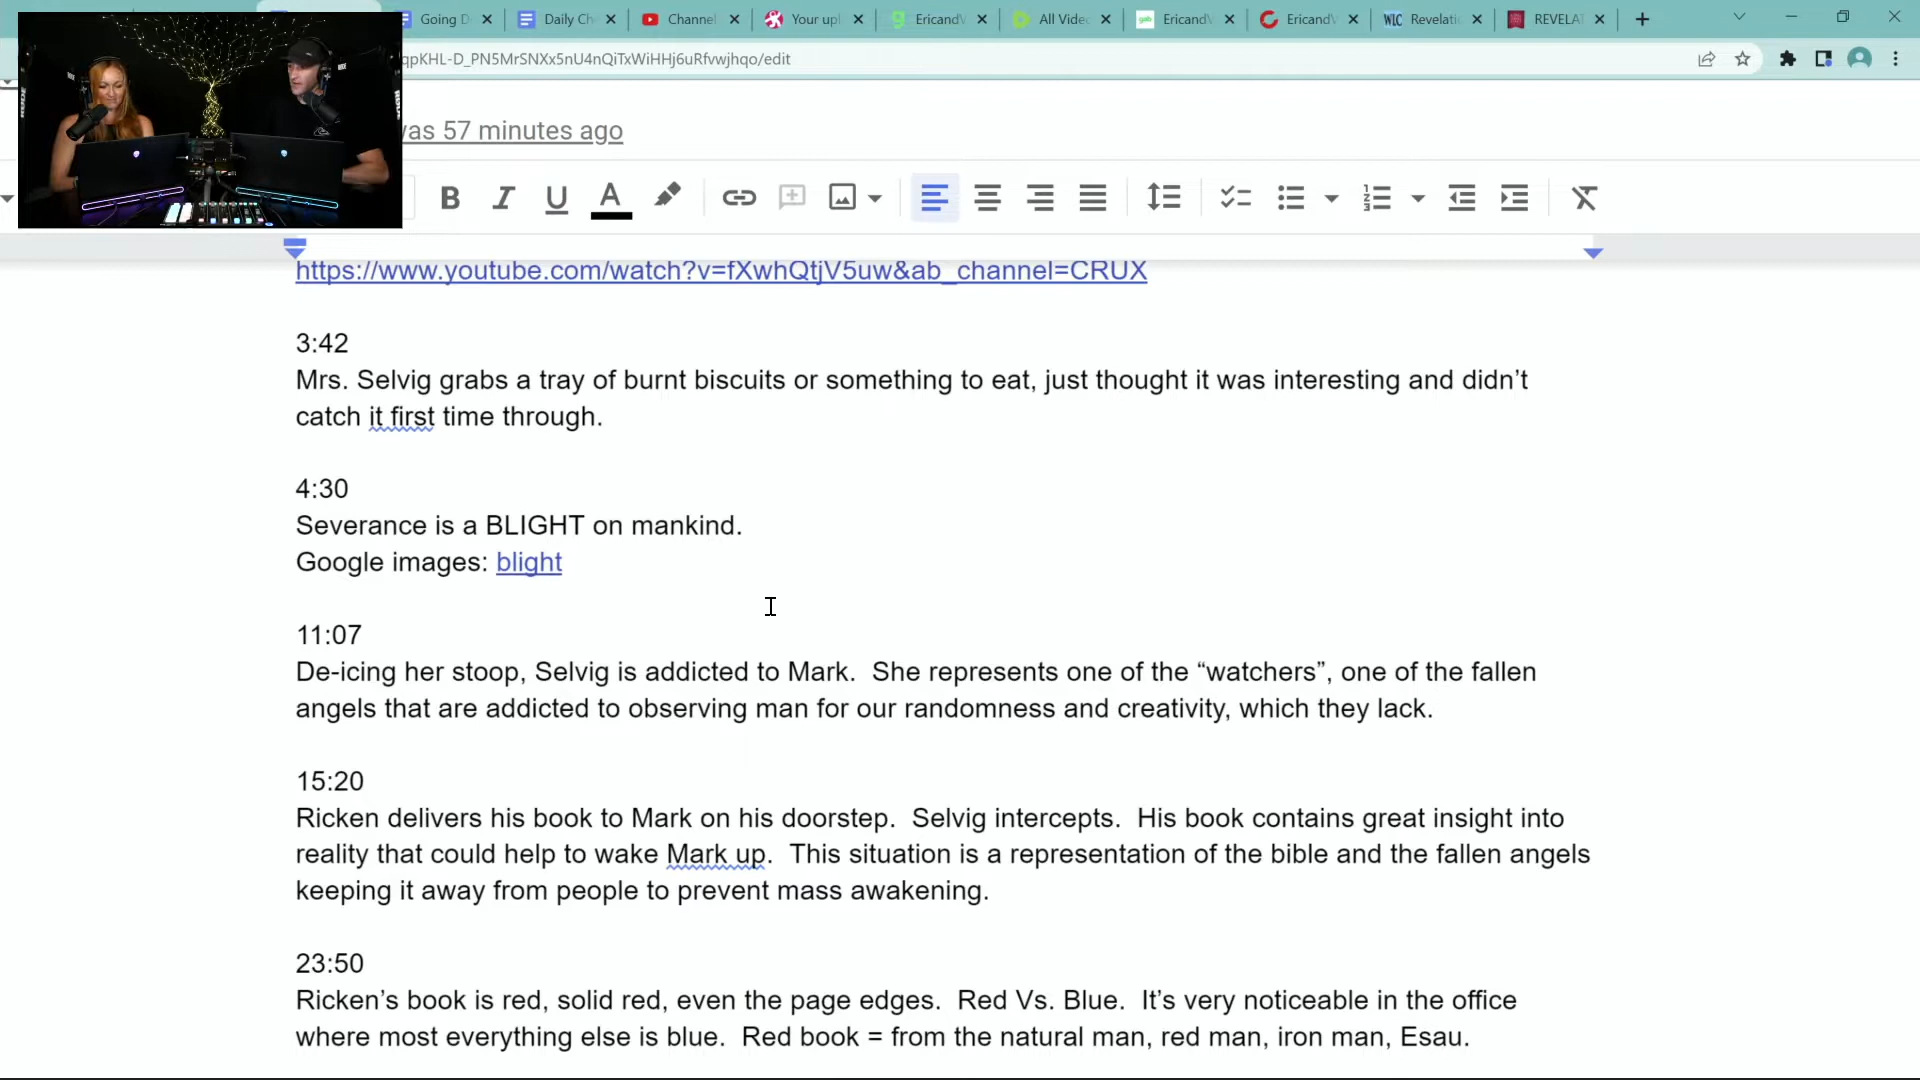 Going D
Daily Ch
Channel
Your upl
EricandV
All Videc
EricandV
EricandV
WLC Revelatio
REVELAT
qpKHL-D_PN5MrSNXx5nU4nQiTxWiHHj6uRfvwjhqo/edit
was 57 minutes ago
https://www.youtube.com/watch?v=fXwhQtjV5uw&ab_channel=CRUX
3:42
Mrs. Selvig grabs a tray of burnt biscuits or something to eat, just thought it was interesting and didn’t
catch it first time through.
4:30
Severance is a BLIGHT on mankind.
Google images: blight
11:07
De-icing her stoop, Selvig is addicted to Mark.  She represents one of the “watchers”, one of the fallen
angels that are addicted to observing man for our randomness and creativity, which they lack.
15:20
Ricken delivers his book to Mark on his doorstep.  Selvig intercepts.  His book contains great insight into
reality that could help to wake Mark up.  This situation is a representation of the bible and the fallen angels
keeping it away from people to prevent mass awakening.
23:50
Ricken’s book is red, solid red, even the page edges.  Red Vs. Blue.  It’s very noticeable in the office
where most everything else is blue.  Red book = from the natural man, red man, iron man, Esau.